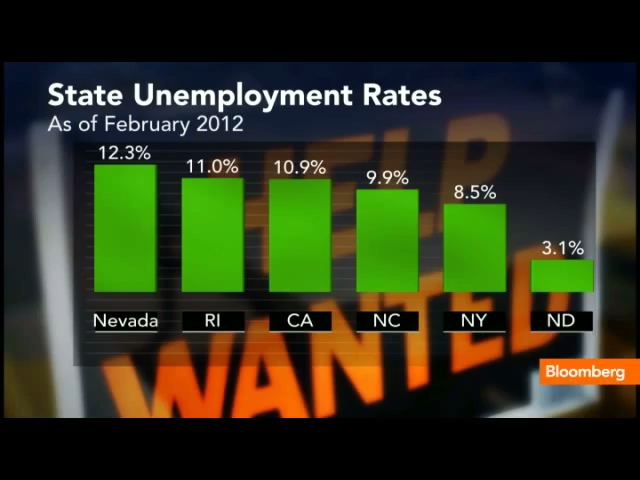 State Unemployment Rates
As of February 2012
12.3% 11.0% 10.9% 9.9% 8.5% 3.1%
Nevada RI CA NC NY ND
HELP
WANTED
Bloomberg